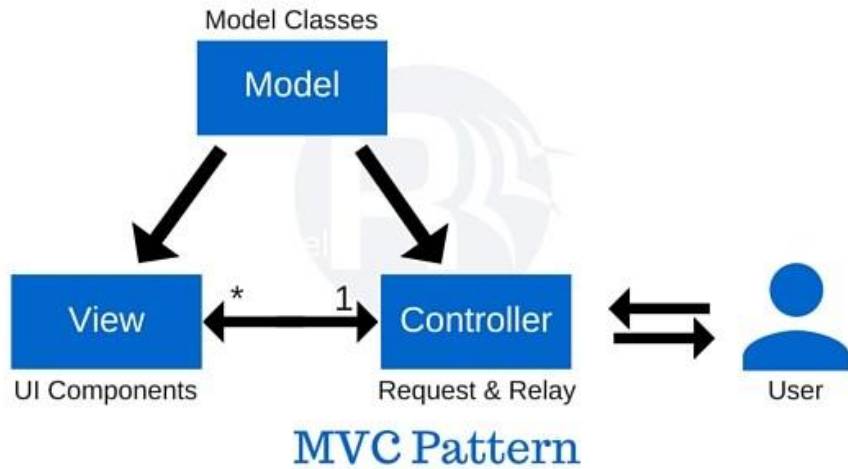 Model Classes
Model
View
* 1
Controller
UI Components
Request & Relay
User
MVC Pattern